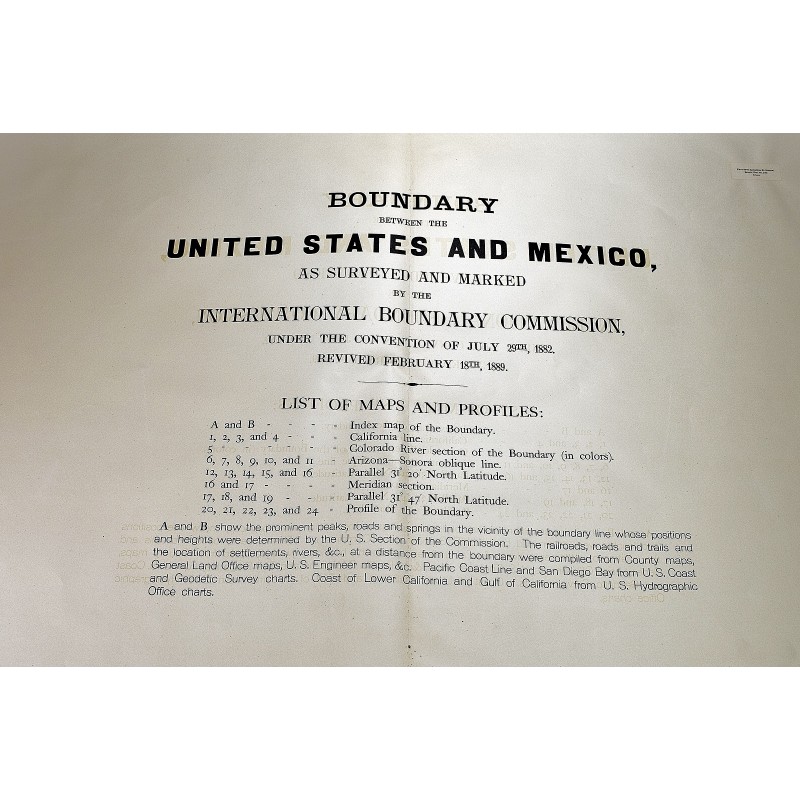 BOUNDARY
BETWEEN THE
UNITED STATES AND MEXICO,
AS SURVEYED AND MARKED
BY THE
INTERNATIONAL BOUNDARY COMMISSION,
UNDER THE CONVENTION OF JULY 29TH, 1882.
REVIVED FEBRUARY 18TH, 1889.
LIST OF MAPS AND PROFILES:
A and B - - - - Index map of the Boundary.
1, 2, 3, and 4 - - - California line.
5 - - - - - Colorado River section of the Boundary (in colors).
6, 7, 8, 9, 10, and 11 - Arizona—Sonora oblique line.
12, 13, 14, 15, and 16 - Parallel 31° 20' North Latitude.
16 and 17 - - - - Meridian section.
17, 18, and 19 - - - Parallel 31° 47' North Latitude.
20, 21, 22, 23, and 24 - Profile of the Boundary.
A and B show the prominent peaks, roads and springs in the vicinity of the boundary line whose positions
and heights were determined by the U. S. Section of the Commission. The railroads, roads and trails and
the location of settlements, rivers, &c., at a distance from the boundary were compiled from County maps,
General Land Office maps, U. S. Engineer maps, &c. Pacific Coast Line and San Diego Bay from U. S. Coast
and Geodetic Survey charts. Coast of Lower California and Gulf of California from U. S. Hydrographic
Office charts.